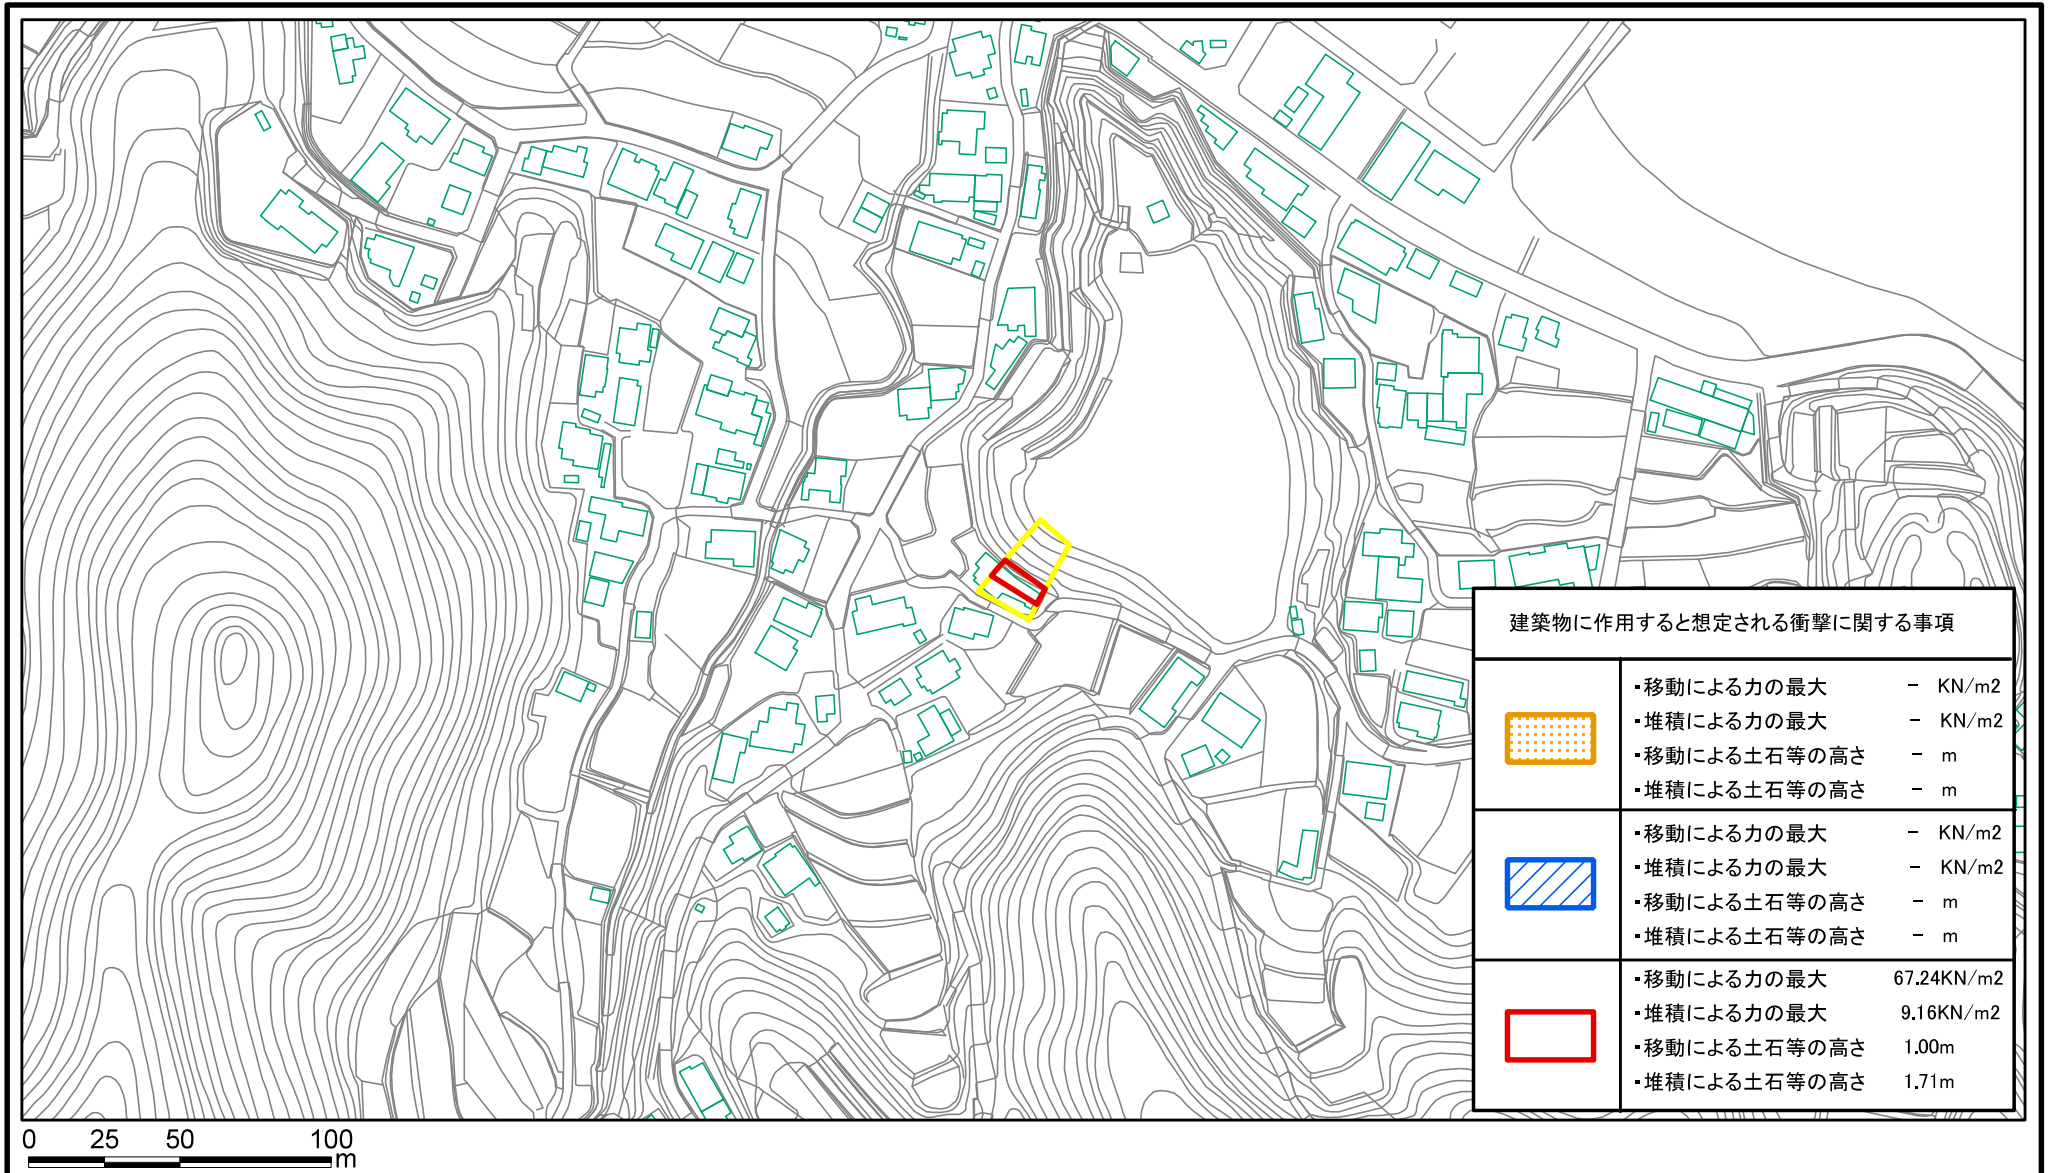 建築物に作用すると想定される衝撃に関する事項
・移動による力の最大 － KN/m2
・堆積による力の最大 － KN/m2
・移動による土石等の高さ － m
・堆積による土石等の高さ － m
・移動による力の最大 － KN/m2
・堆積による力の最大 － KN/m2
・移動による土石等の高さ － m
・堆積による土石等の高さ － m
・移動による力の最大 67.24KN/m2
・堆積による力の最大 9.16KN/m2
・移動による土石等の高さ 1.00m
・堆積による土石等の高さ 1.71m
0 25 50 100
m